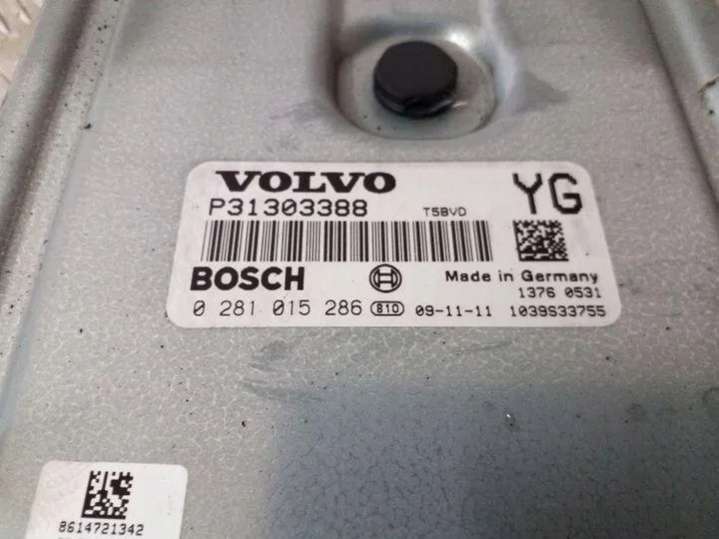 VOLVO YG
P31303388 T5BVD
BOSCH Made in Germany
1376 0531
0 281 015 286 810 09-11-11 1039S33755
8614721342